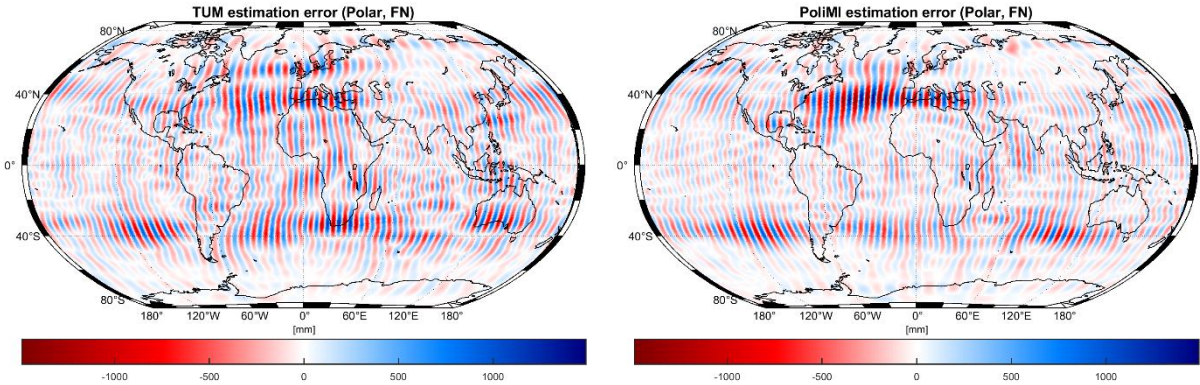 TUM estimation error (Polar, FN)
80°N
40°N
0°
40°S
80°S
180° 120°W 60°W 0° 60°E 120°E 180°
[mm]
-1000 -500 0 500 1000
PoliMI estimation error (Polar, FN)
80°N
40°N
0°
40°S
80°S
180° 120°W 60°W 0° 60°E 120°E 180°
[mm]
-1000 -500 0 500 1000